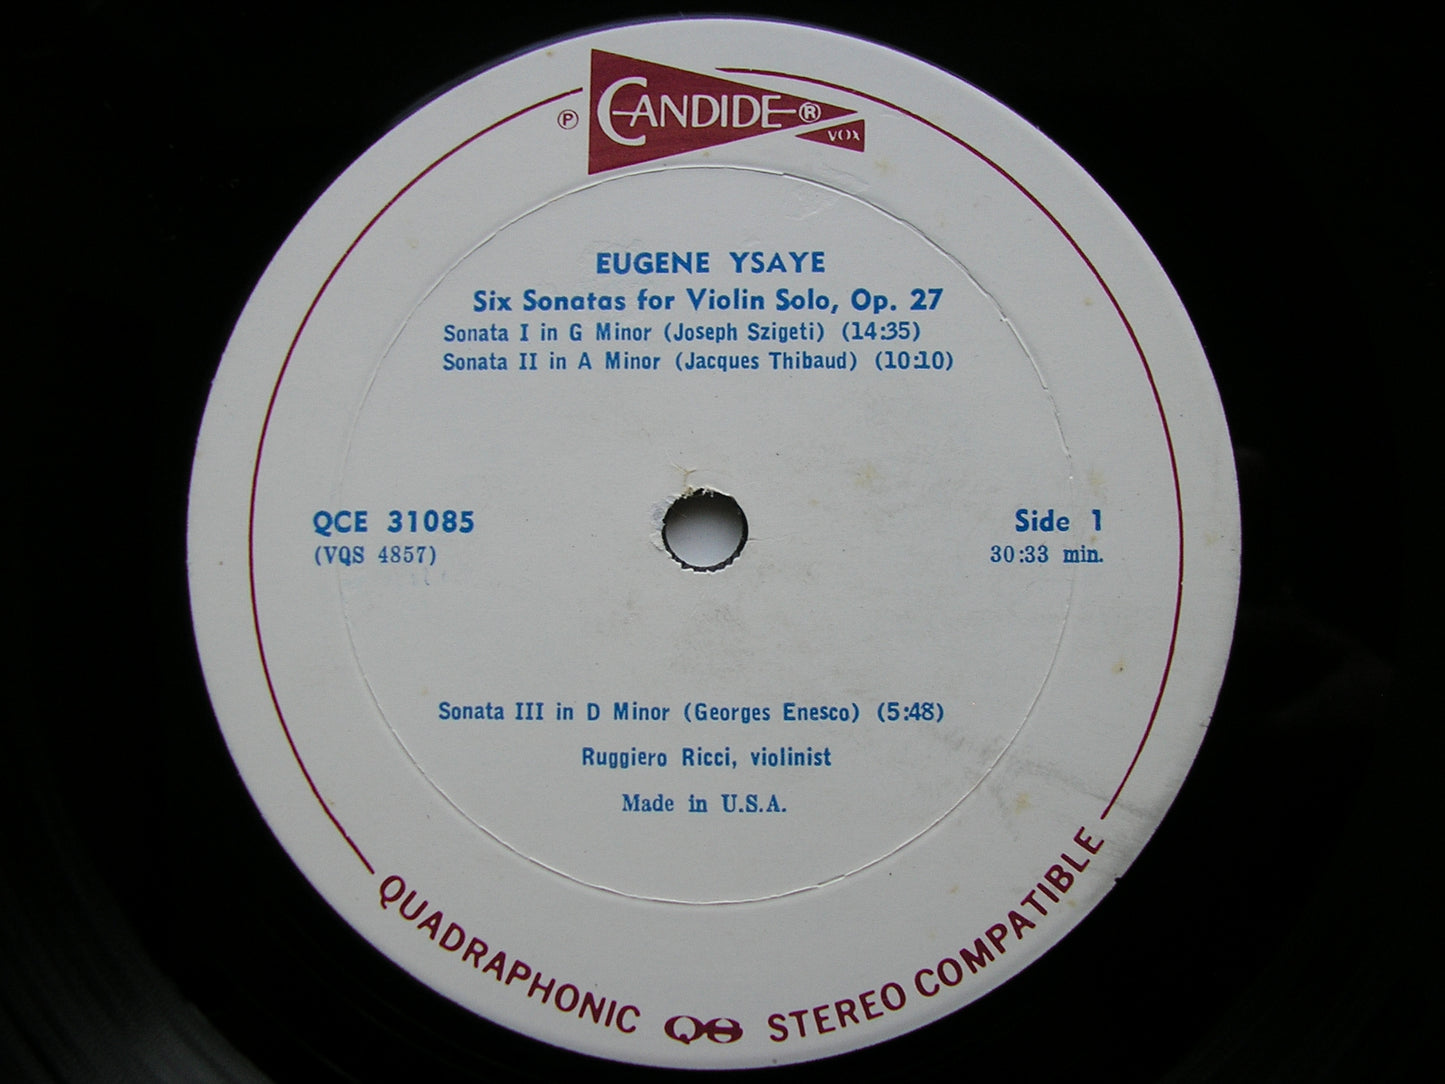 ℗ CANDIDE ®
VOX
EUGENE YSAYE
Six Sonatas for Violin Solo, Op. 27
Sonata I in G Minor (Joseph Szigeti) (14:35)
Sonata II in A Minor (Jacques Thibaud) (10:10)
QCE 31085
(VQS 4857)
Side 1
30:33 min.
Sonata III in D Minor (Georges Enesco) (5:48)
Ruggiero Ricci, violinist
Made in U.S.A.
QUADRAPHONIC QS STEREO COMPATIBLE